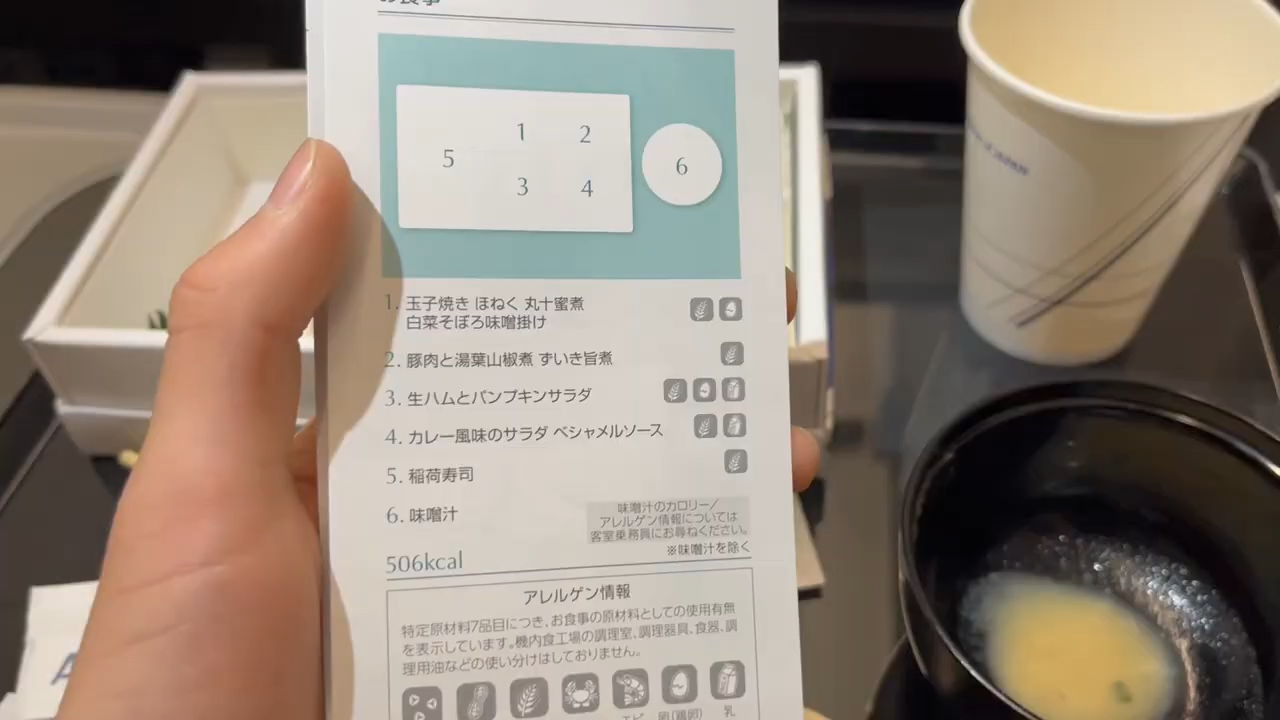 お食事
5
1
2
3
4
6
1. 玉子焼き ほねく 丸十蜜煮
白菜そぼろ味噌掛け
2. 豚肉と湯葉山椒煮 ずいき旨煮
3. 生ハムとパンプキンサラダ
4. カレー風味のサラダ ベシャメルソース
5. 稲荷寿司
6. 味噌汁
味噌汁のカロリー/
アレルゲン情報については
客室乗務員にお尋ねください。
506kcal
※味噌汁を除く
アレルゲン情報
特定原材料7品目につき、お食事の原材料としての使用有無
を表示しています。機内食工場の調理室、調理器具、食器、調
理用油などの使い分けはしておりません。
エビ
卵(鶏卵)
乳
JAPAN
A